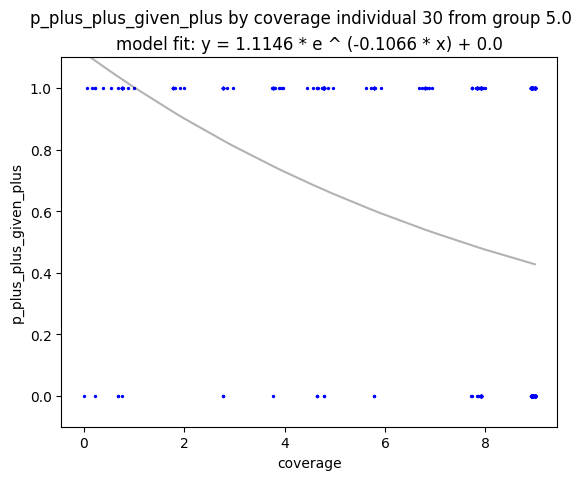 p_plus_plus_given_plus by coverage individual 30 from group 5.0
model fit: y = 1.1146 * e ^ (-0.1066 * x) + 0.0
1.0
0.8
0.6
0.4
0.2
0.0
p_plus_plus_given_plus
0 2 4 6 8
coverage